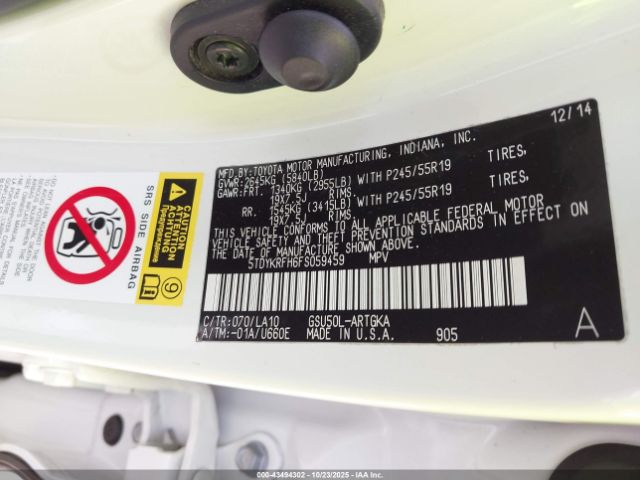 12/14
MFD.BY:TOYOTA MOTOR MANUFACTURING, INDIANA, INC.
GVWR:2645KG (5840LB)
GAWR:FRT. 1340KG (2955LB) WITH P245/55R19 TIRES,
19X7.5J RIMS
RR. 1545KG (3415LB) WITH P245/55R19 TIRES,
19X7.5J RIMS
THIS VEHICLE CONFORMS TO ALL APPLICABLE FEDERAL MOTOR
VEHICLE SAFETY AND THEFT PREVENTION STANDARDS IN EFFECT ON
THE DATE OF MANUFACTURE SHOWN ABOVE.
5TDYKRFH6FS059459 MPV
C/TR:070/LA10 GSU50L-ARTGKA
A/TM:-01A/U660E MADE IN U.S.A. 905 A
SRS SIDE AIRBAG
9
000-43494302 - 10/23/2025 - IAAHVEHICLEIMAGE COPYRIGHT